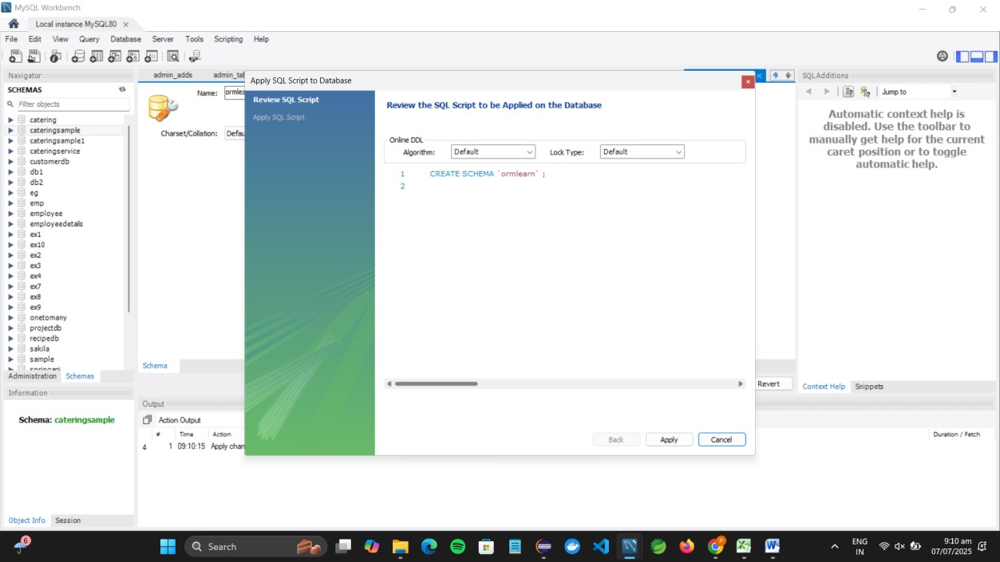 MySQL Workbench
Local instance MySQL80
File Edit View Query Database Server Tools Scripting Help
Navigator
SCHEMAS
Filter objects
catering
cateringsample
cateringsample1
cateringservice
customerdb
db1
db2
eg
emp
employee
employeedetails
ex1
ex10
ex2
ex3
ex4
ex7
ex8
ex9
onetomany
projectdb
recipedb
sakila
sample
springapi
Administration Schemas
Information
Schema: cateringsample
Object Info Session
admin_adds
Name:
Charset/Collation:
Schema
Revert
Output
Action Output
# Time Action
Duration / Fetch
4 1 09:10:15
Apply SQL Script to Database
Review SQL Script
Apply SQL Script
Review the SQL Script to be Applied on the Database
Online DDL
Algorithm: Default Lock Type: Default
1 CREATE SCHEMA `ormlearn` ;
2
Back Apply Cancel
SQLAdditions
Jump to
Automatic context help is
disabled. Use the toolbar to
manually get help for the current
caret position or to toggle
automatic help.
Context Help Snippets
6
Search
ENG
IN
9:10 am
07/07/2025